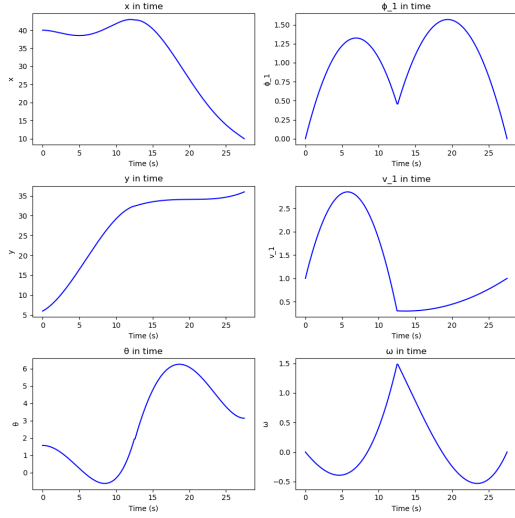 x in time
x
40
35
30
25
20
15
10
0 5 10 15 20 25
Time (s)
ϕ_1 in time
ϕ_1
1.50
1.25
1.00
0.75
0.50
0.25
0.00
0 5 10 15 20 25
Time (s)
y in time
y
35
30
25
20
15
10
5
0 5 10 15 20 25
Time (s)
v_1 in time
v_1
2.5
2.0
1.5
1.0
0.5
0 5 10 15 20 25
Time (s)
θ in time
θ
6
5
4
3
2
1
0
0 5 10 15 20 25
Time (s)
ω in time
ω
1.5
1.0
0.5
0.0
−0.5
0 5 10 15 20 25
Time (s)